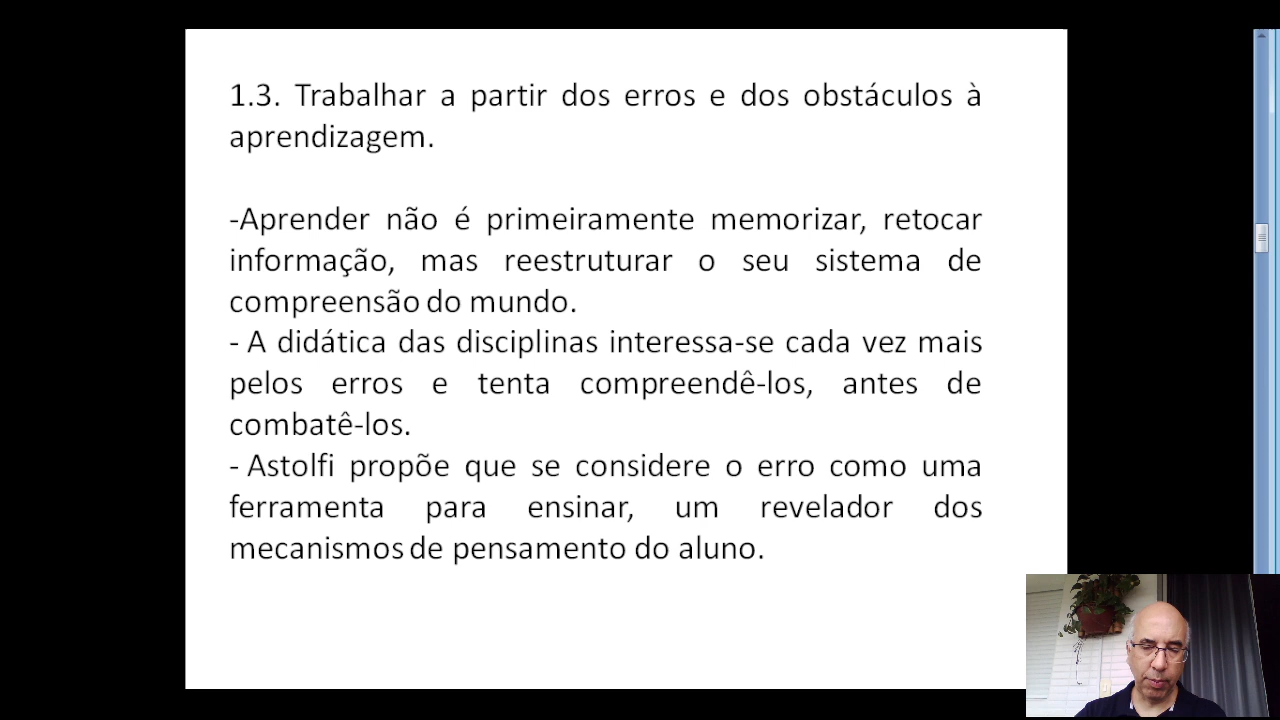 1.3. Trabalhar a partir dos erros e dos obstáculos à
aprendizagem.
-Aprender não é primeiramente memorizar, retocar
informação, mas reestruturar o seu sistema de
compreensão do mundo.
- A didática das disciplinas interessa-se cada vez mais
pelos erros e tenta compreendê-los, antes de
combatê-los.
- Astolfi propõe que se considere o erro como uma
ferramenta para ensinar, um revelador dos
mecanismos de pensamento do aluno.